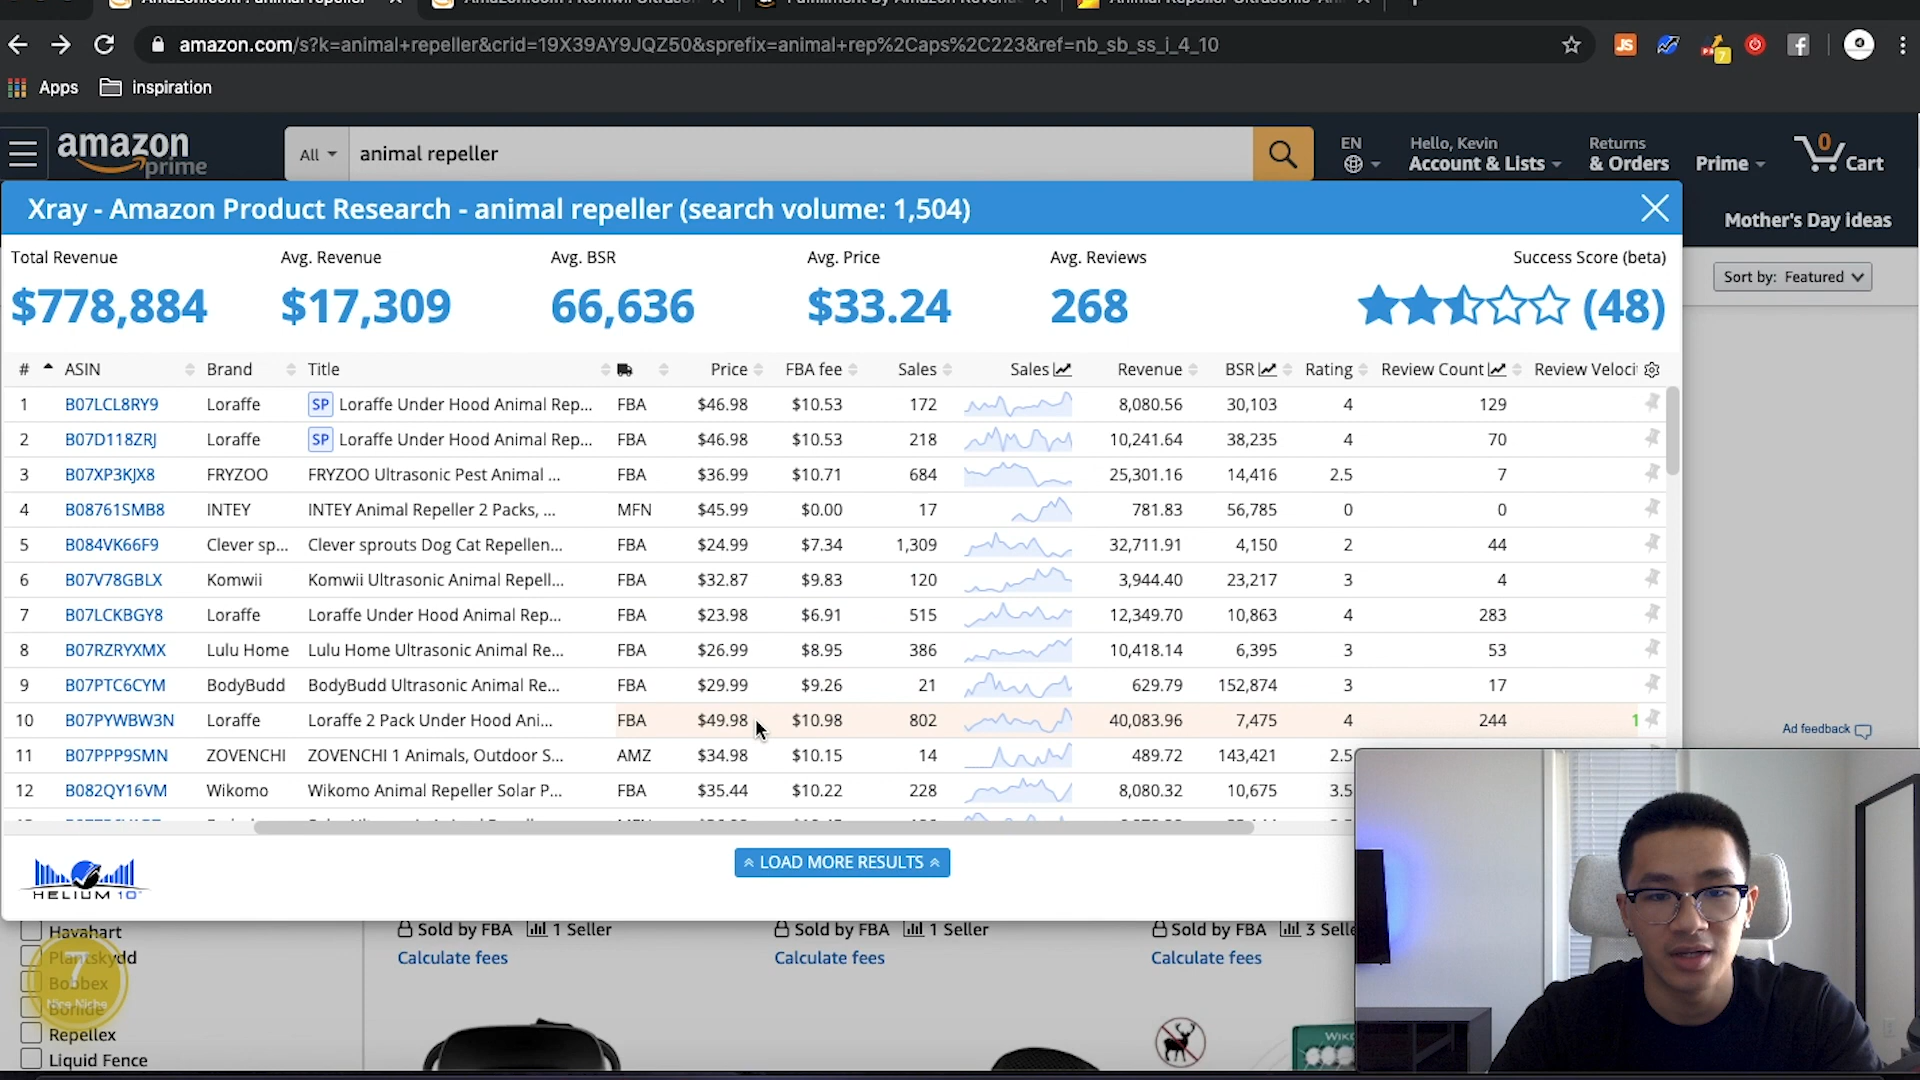 amazon.com/s?k=animal+repeller&crid=19X39AY9JQZ50&sprefix=animal+rep%2Caps%2C223&ref=nb_sb_ss_i_4_10
JS
7
Apps
inspiration
amazon
prime
All
animal repeller
EN
Hello, Kevin
Account & Lists
Returns
& Orders
Prime
0
Cart
Mother's Day ideas
Sort by: Featured
Xray - Amazon Product Research - animal repeller (search volume: 1,504)
Total Revenue Avg. Revenue Avg. BSR Avg. Price Avg. Reviews Success Score (beta)
$778,884 $17,309 66,636 $33.24 268 (48)
# ASIN Brand Title Price FBA fee Sales Sales Revenue BSR Rating Review Count Review Veloci
1 B07LCL8RY9 Loraffe SP Loraffe Under Hood Animal Rep... FBA $46.98 $10.53 172 8,080.56 30,103 4 129
2 B07D118ZRJ Loraffe SP Loraffe Under Hood Animal Rep... FBA $46.98 $10.53 218 10,241.64 38,235 4 70
3 B07XP3KJX8 FRYZOO FRYZOO Ultrasonic Pest Animal ... FBA $36.99 $10.71 684 25,301.16 14,416 2.5 7
4 B08761SMB8 INTEY INTEY Animal Repeller 2 Packs, ... MFN $45.99 $0.00 17 781.83 56,785 0 0
5 B084VK66F9 Clever sp... Clever sprouts Dog Cat Repellen... FBA $24.99 $7.34 1,309 32,711.91 4,150 2 44
6 B07V78GBLX Komwii Komwii Ultrasonic Animal Repell... FBA $32.87 $9.83 120 3,944.40 23,217 3 4
7 B07LCKBGY8 Loraffe Loraffe Under Hood Animal Rep... FBA $23.98 $6.91 515 12,349.70 10,863 4 283
8 B07RZRYXMX Lulu Home Lulu Home Ultrasonic Animal Re... FBA $26.99 $8.95 386 10,418.14 6,395 3 53
9 B07PTC6CYM BodyBudd BodyBudd Ultrasonic Animal Re... FBA $29.99 $9.26 21 629.79 152,874 3 17
10 B07PYWBW3N Loraffe Loraffe 2 Pack Under Hood Ani... FBA $49.98 $10.98 802 40,083.96 7,475 4 244 1
11 B07PPP9SMN ZOVENCHI ZOVENCHI 1 Animals, Outdoor S... AMZ $34.98 $10.15 14 489.72 143,421 2.5
12 B082QY16VM Wikomo Wikomo Animal Repeller Solar P... FBA $35.44 $10.22 228 8,080.32 10,675 3.5
Ad feedback
LOAD MORE RESULTS
HELIUM 10
Havahart
Plantskydd
Bobbex
Bonide
Repellex
Liquid Fence
7
Nice Niche
Sold by FBA 1 Seller
Calculate fees
Sold by FBA 1 Seller
Calculate fees
Sold by FBA 3 Selle
Calculate fees